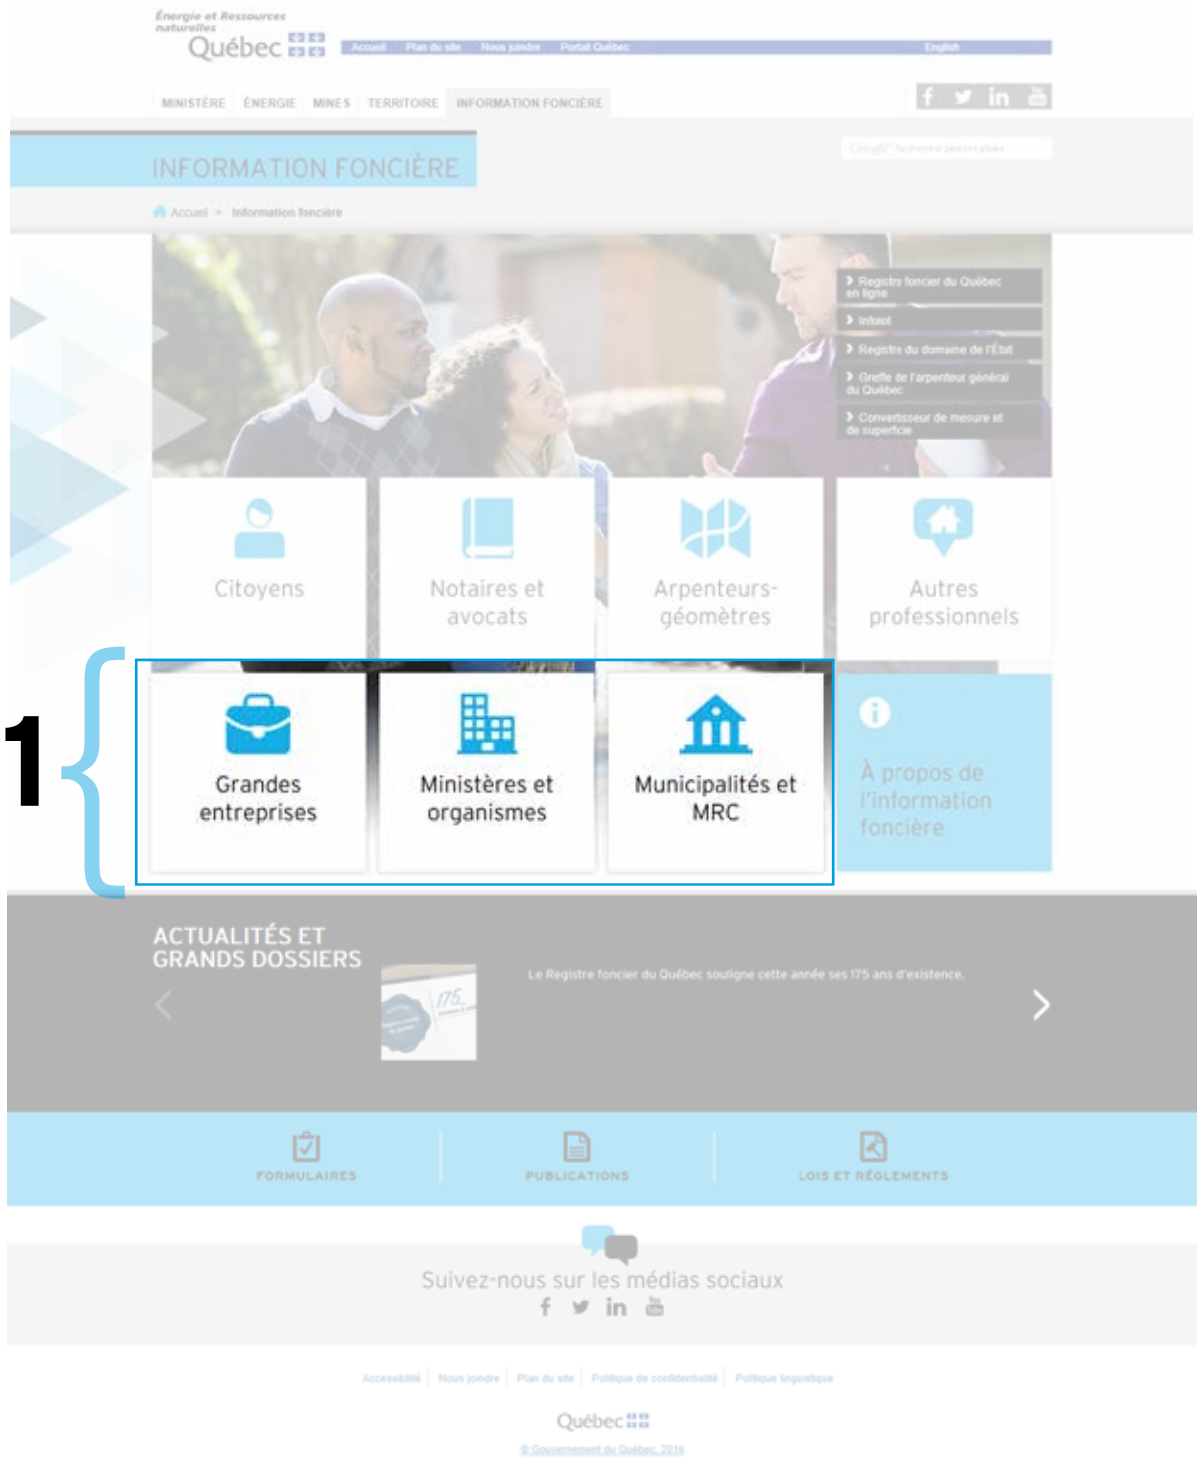 Énergie et Ressources
naturelles
Québec
Accueil Plan du site Nous joindre Portail Québec English
MINISTÈRE ÉNERGIE MINES TERRITOIRE INFORMATION FONCIÈRE
INFORMATION FONCIÈRE
Google Recherche personnalisée
Accueil > Information foncière
Registre foncier du Québec
en ligne
Infolot
Registre du domaine de l'État
Greffe de l'arpenteur général
du Québec
Convertisseur de mesure et
de superficie
Citoyens
Notaires et
avocats
Arpenteurs-
géomètres
Autres
professionnels
1
Grandes
entreprises
Ministères et
organismes
Municipalités et
MRC
À propos de
l'information
foncière
ACTUALITÉS ET
GRANDS DOSSIERS
175
Le Registre foncier du Québec souligne cette année ses 175 ans d'existence.
FORMULAIRES
PUBLICATIONS
LOIS ET RÉGLEMENTS
Suivez-nous sur les médias sociaux
Accessibilité Nous joindre Plan du site Politique de confidentialité Politique linguistique
Québec
© Gouvernement du Québec, 2016